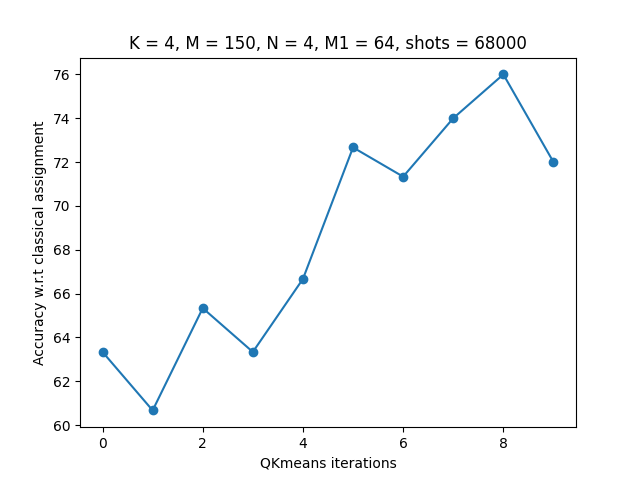 K = 4, M = 150, N = 4, M1 = 64, shots = 68000
76
74
72
70
68
66
64
62
60
Accuracy w.r.t classical assignment
0 2 4 6 8
QKmeans iterations